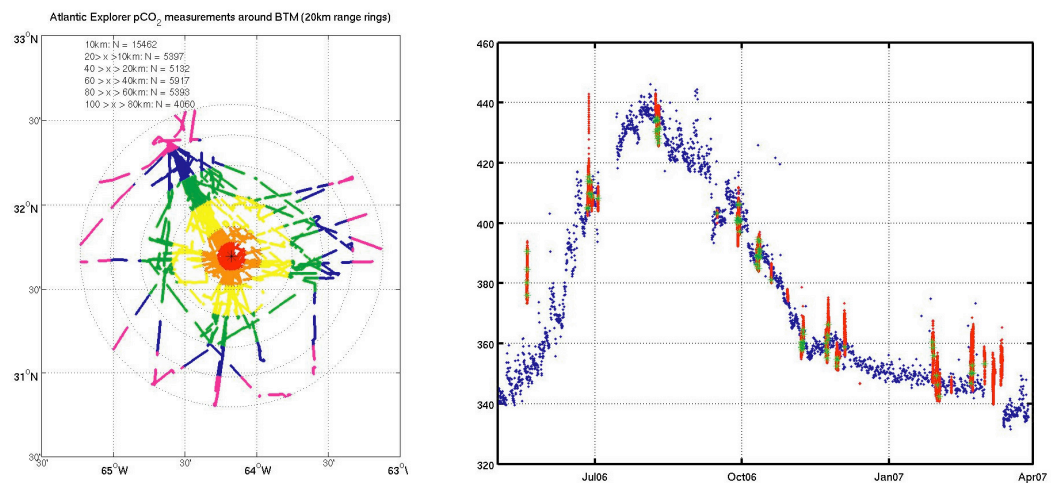 Atlantic Explorer pCO2 measurements around BTM (20km range rings)
33°N
10km: N = 15462
20> x >10km: N = 5397
40 > x > 20km: N = 5132
60 > x > 40km: N = 5917
80 > x > 60km: N = 5393
100 > x > 80km: N = 4060
30'
32°N
30'
31°N
30'
30' 65°W 30' 64°W 30' 63°\
460
440
420
400
380
360
340
320
Jul06 Oct06 Jan07 Apr07